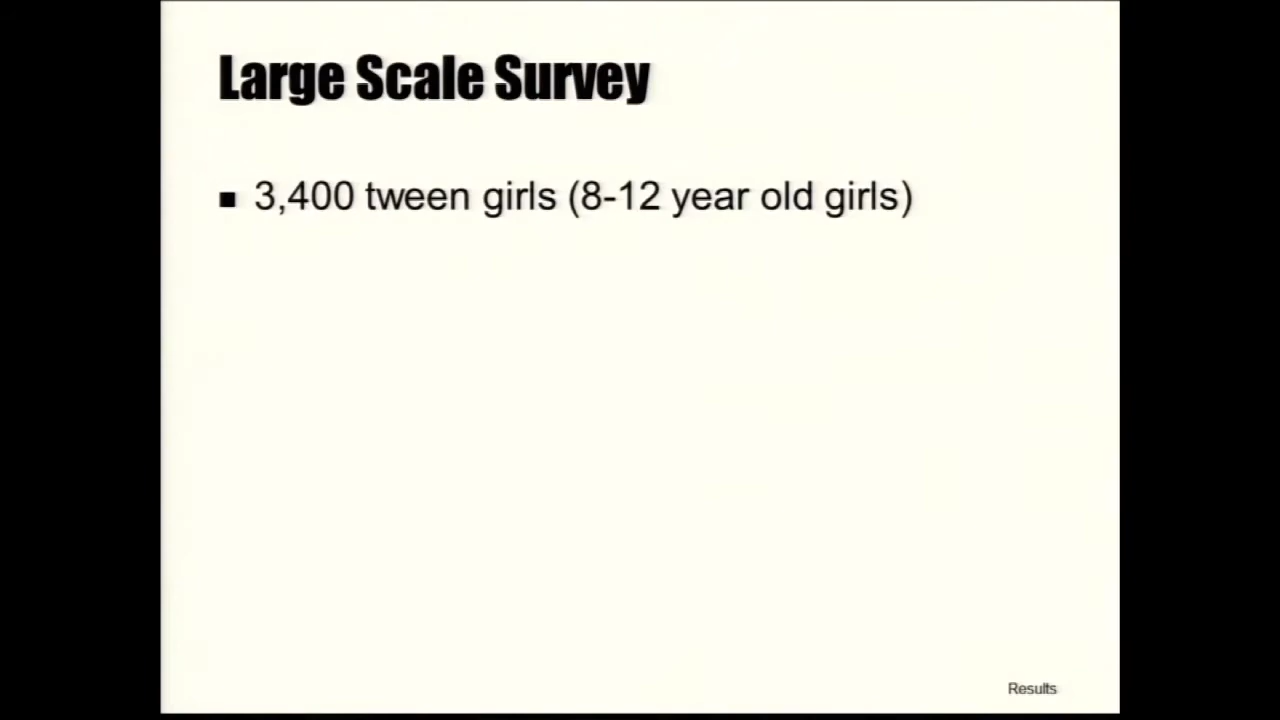 Large Scale Survey
▪ 3,400 tween girls (8-12 year old girls)
Results